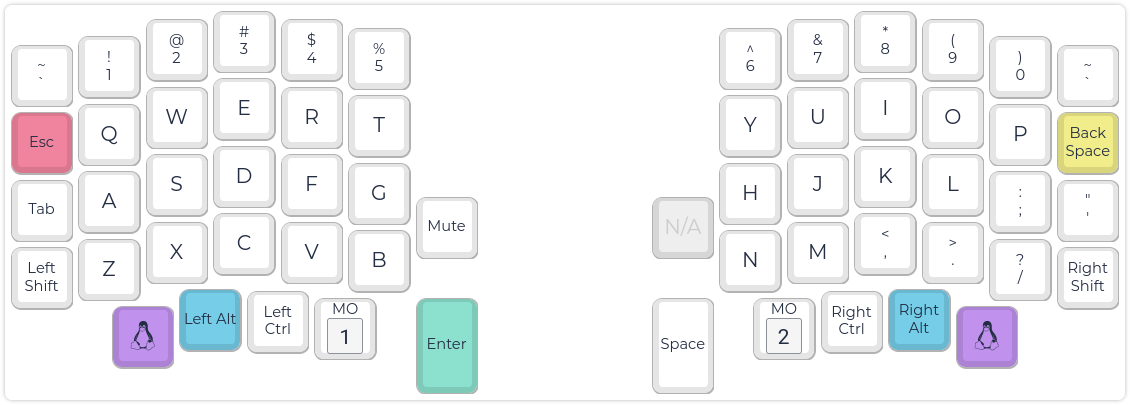 ~
`
!
1
@
2
#
3
$
4
%
5
^
6
&
7
*
8
(
9
)
0
~
`
Esc
Q
W
E
R
T
Y
U
I
O
P
Back
Space
Tab
A
S
D
F
G
Mute
N/A
H
J
K
L
:
;
"
'
Left
Shift
Z
X
C
V
B
N
M
<
,
>
.
?
/
Right
Shift
Left Alt
Left
Ctrl
MO
1
Enter
Space
MO
2
Right
Ctrl
Right
Alt